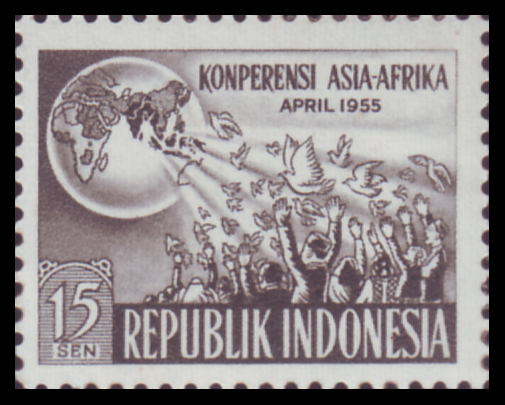 KONPERENSI ASIA-AFRIKA
APRIL 1955
15
SEN
REPUBLIK INDONESIA